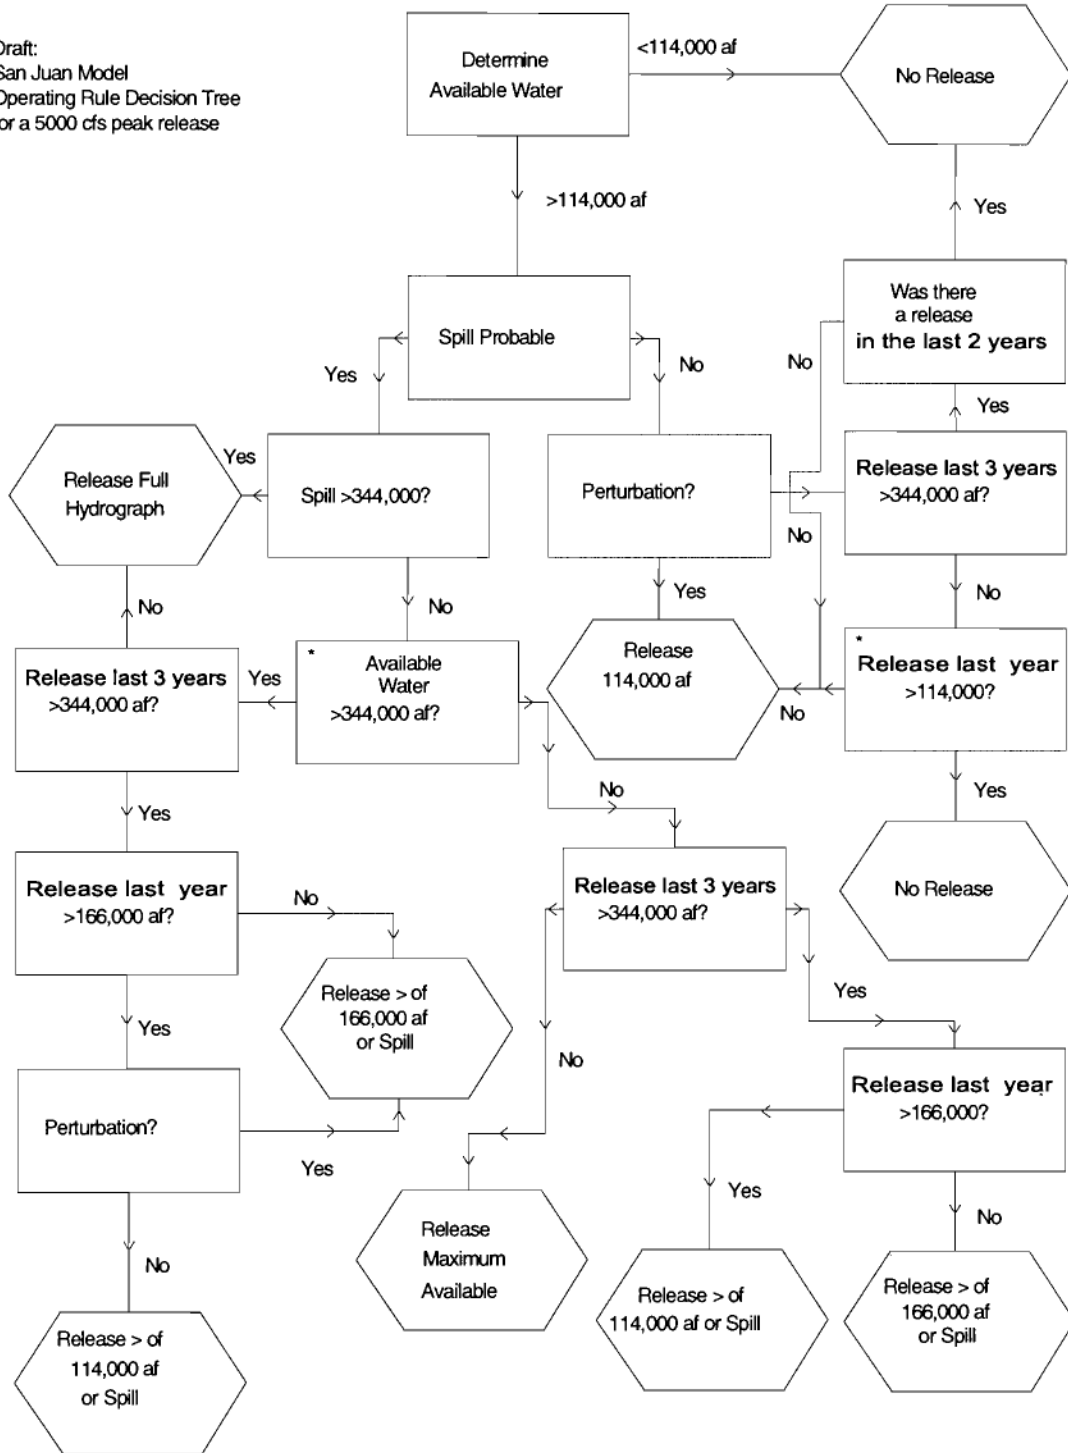 Draft:
San Juan Model
Operating Rule Decision Tree
for a 5000 cfs peak release
Determine
Available Water
<114,000 af
No Release
>114,000 af
Yes
Was there
a release
in the last 2 years
Spill Probable
Yes
No
No
Yes
Release Full
Hydrograph
Yes
Spill >344,000?
Perturbation?
Release last 3 years
>344,000 af?
No
No
No
Yes
No
*
Release last year
>114,000?
Release
114,000 af
No
*
Available
Water
>344,000 af?
Yes
Release last 3 years
>344,000 af?
Yes
No
Yes
Release last year
>166,000 af?
No
Release last 3 years
>344,000 af?
No Release
Release > of
166,000 af
or Spill
Yes
Yes
No
Perturbation?
Yes
Release last year
>166,000?
Yes
No
No
Release
Maximum
Available
Release > of
114,000 af or Spill
Release > of
166,000 af
or Spill
Release > of
114,000 af
or Spill